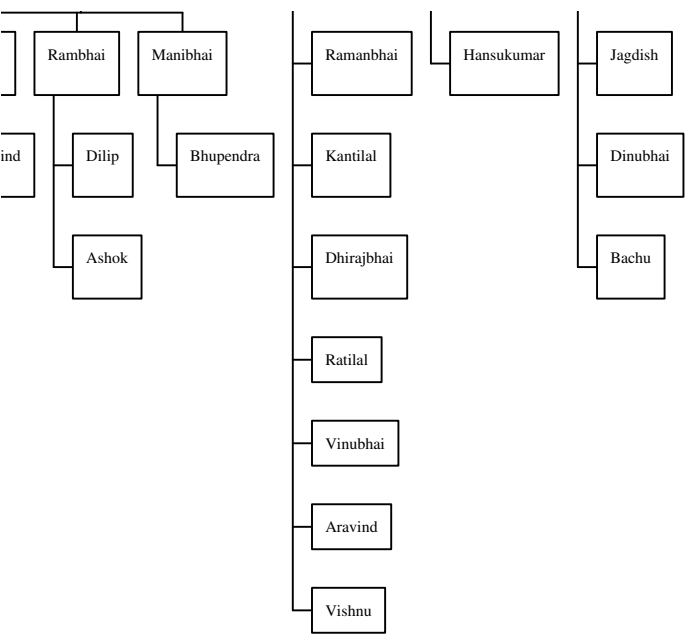 Rambhai
Manibhai
Ramanbhai
Hansukumar
Jagdish
ind
Dilip
Bhupendra
Kantilal
Dinubhai
Ashok
Dhirajbhai
Bachu
Ratilal
Vinubhai
Aravind
Vishnu